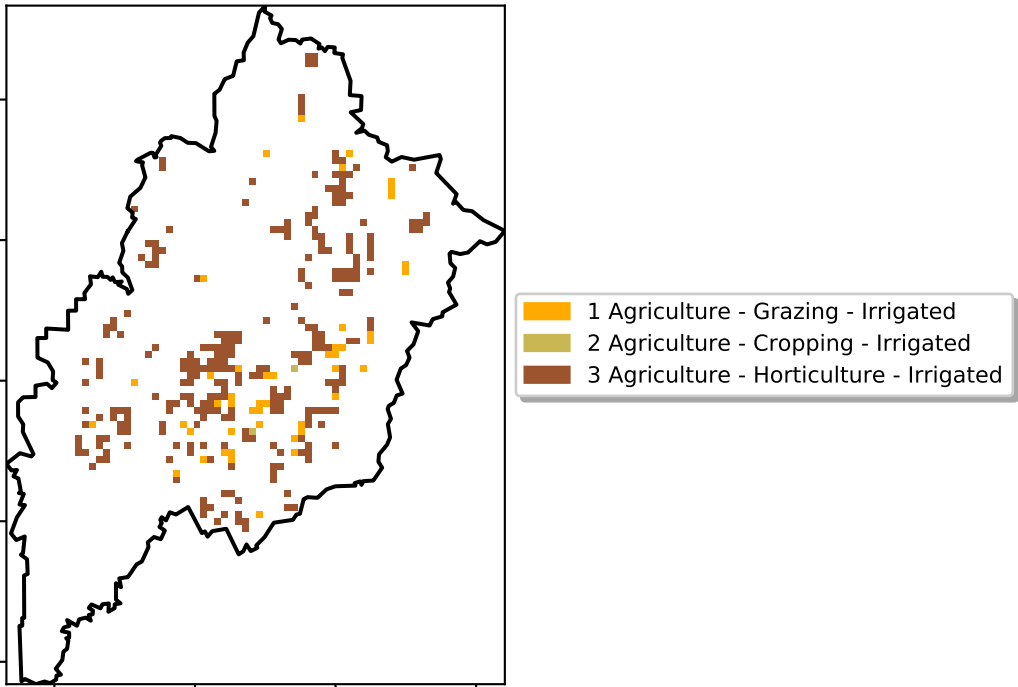 1 Agriculture - Grazing - Irrigated
2 Agriculture - Cropping - Irrigated
3 Agriculture - Horticulture - Irrigated